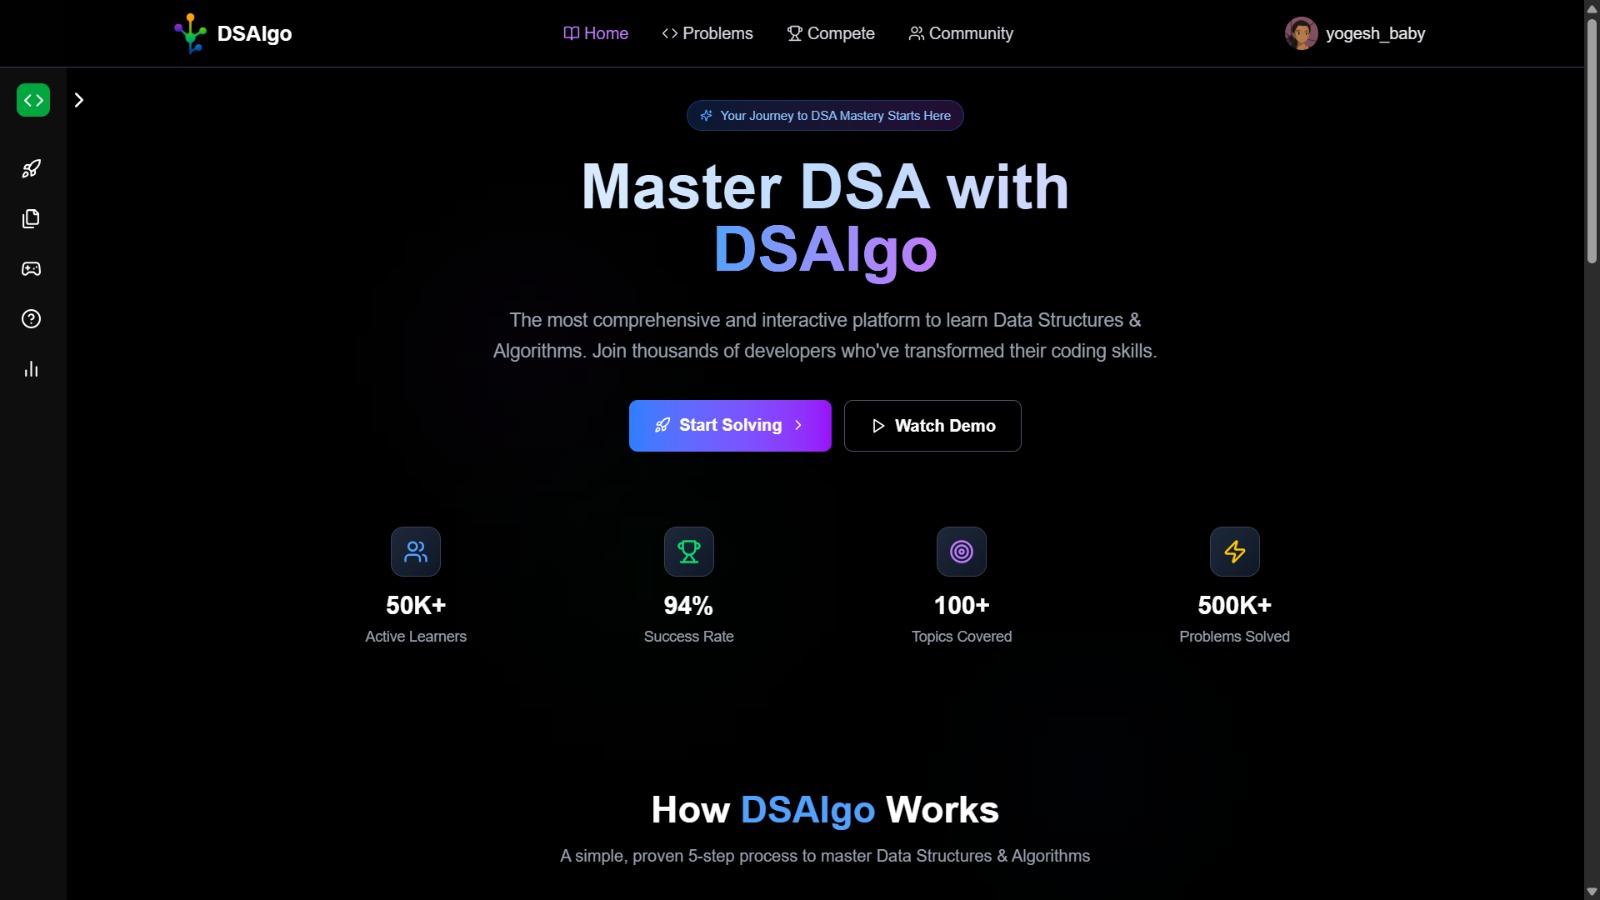 DSAlgo
Home
Problems
Compete
Community
yogesh_baby
Your Journey to DSA Mastery Starts Here
Master DSA with
DSAlgo
The most comprehensive and interactive platform to learn Data Structures &
Algorithms. Join thousands of developers who've transformed their coding skills.
Start Solving
Watch Demo
50K+
Active Learners
94%
Success Rate
100+
Topics Covered
500K+
Problems Solved
How DSAlgo Works
A simple, proven 5-step process to master Data Structures & Algorithms